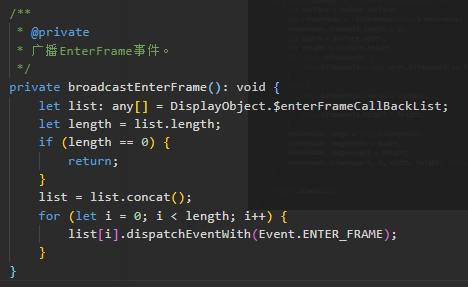 /**
 * @private
 * 广播EnterFrame事件。
 */
private broadcastEnterFrame(): void {
    let list: any[] = DisplayObject.$enterFrameCallBackList;
    let length = list.length;
    if (length == 0) {
        return;
    }
    list = list.concat();
    for (let i = 0; i < length; i++) {
        list[i].dispatchEventWith(Event.ENTER_FRAME);
    }
}